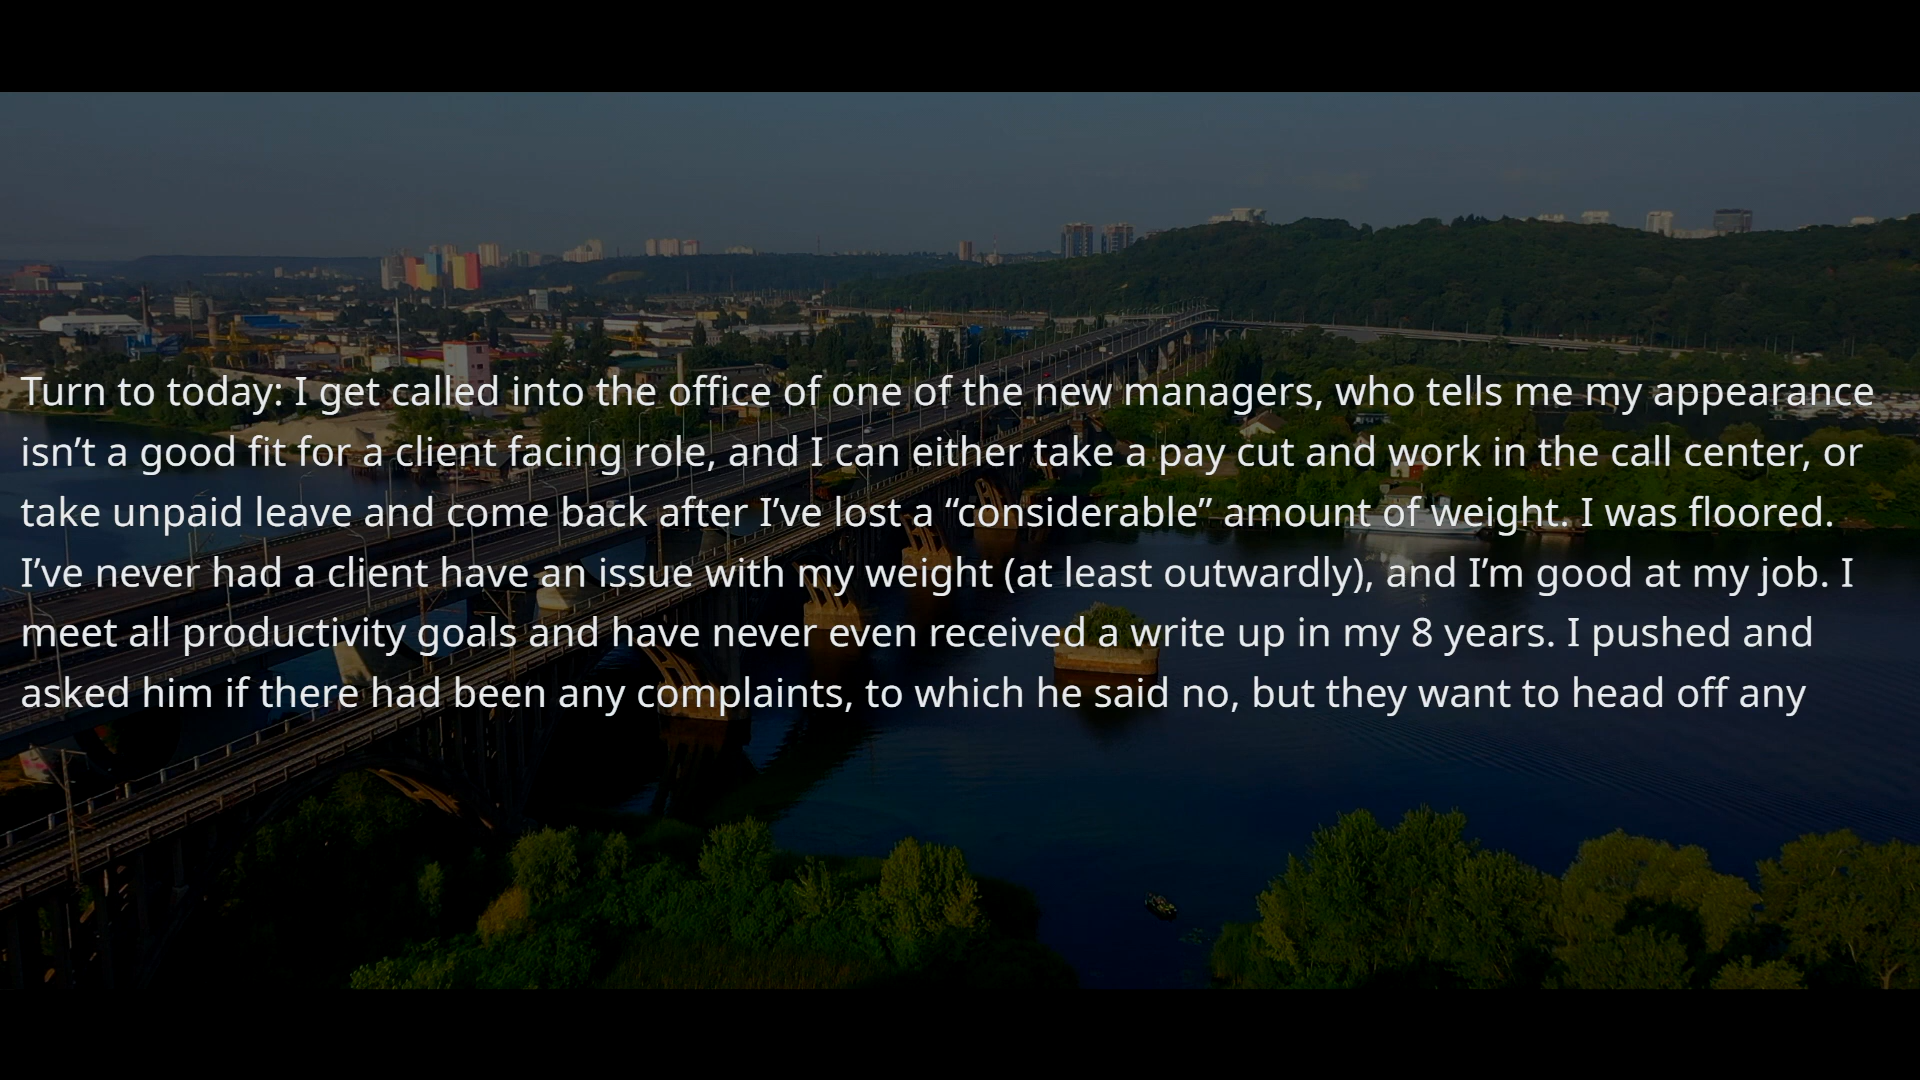 Turn to today: I get called into the office of one of the new managers, who tells me my appearance
isn’t a good fit for a client facing role, and I can either take a pay cut and work in the call center, or
take unpaid leave and come back after I’ve lost a “considerable” amount of weight. I was floored.
I’ve never had a client have an issue with my weight (at least outwardly), and I’m good at my job. I
meet all productivity goals and have never even received a write up in my 8 years. I pushed and
asked him if there had been any complaints, to which he said no, but they want to head off any